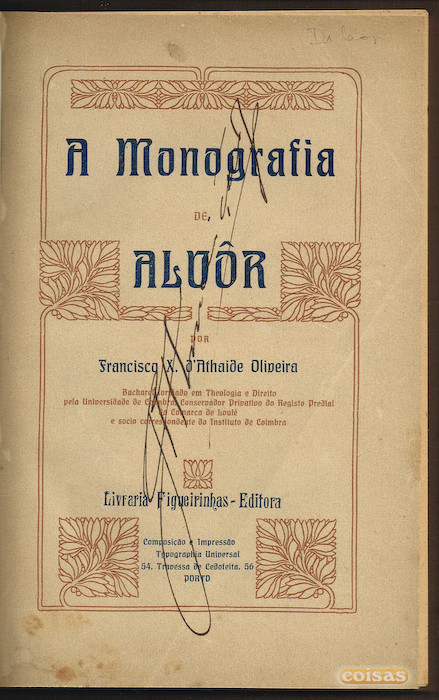 A Monografia
DE
ALVÔR
POR
Francisco X. d'Athaide Oliveira
Bacharel formado em Theologia e Direito
pela Universidade de Coimbra, Conservador Privativo do Registo Predial
da Comarca de Loulé
e socio correspondente do Instituto de Coimbra
Livraria Figueirinhas - Editora
Composição e Impressão
Typographia Universal
54, Travessa de Cedofeita, 56
PORTO
coisas